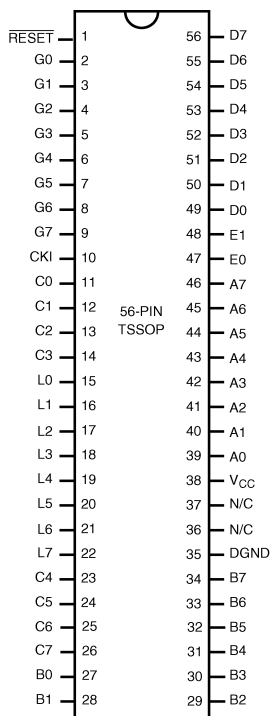 RESET 1 56 D7
G0 2 55 D6
G1 3 54 D5
G2 4 53 D4
G3 5 52 D3
G4 6 51 D2
G5 7 50 D1
G6 8 49 D0
G7 9 48 E1
CKI 10 47 E0
C0 11 46 A7
C1 12 45 A6
56-PIN
TSSOP
C2 13 44 A5
C3 14 43 A4
L0 15 42 A3
L1 16 41 A2
L2 17 40 A1
L3 18 39 A0
L4 19 38 VCC
L5 20 37 N/C
L6 21 36 N/C
L7 22 35 DGND
C4 23 34 B7
C5 24 33 B6
C6 25 32 B5
C7 26 31 B4
B0 27 30 B3
B1 28 29 B2